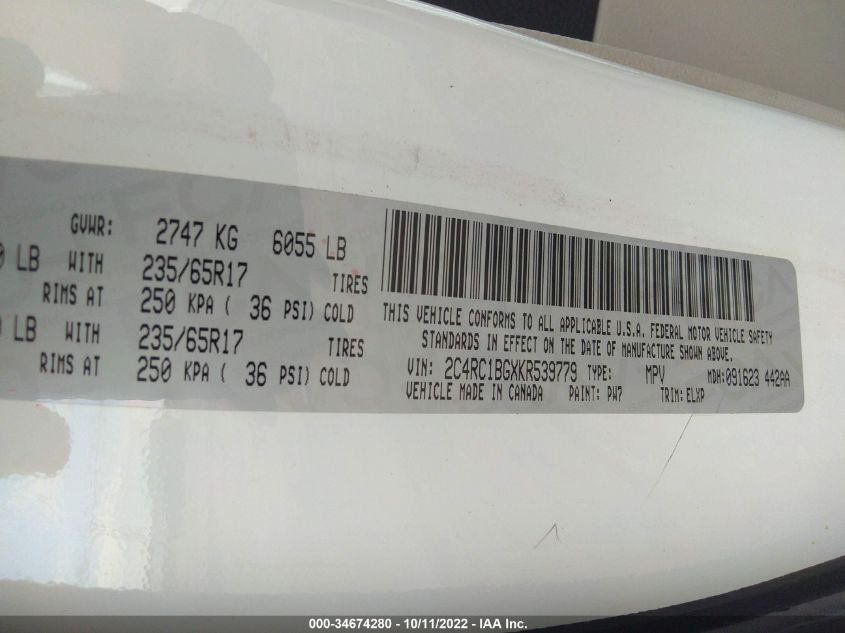 GVWR: 2747 KG 6055 LB
LB WITH 235/65R17 TIRES
RIMS AT 250 KPA ( 36 PSI) COLD
LB WITH 235/65R17 TIRES
RIMS AT 250 KPA ( 36 PSI) COLD
THIS VEHICLE CONFORMS TO ALL APPLICABLE U.S.A. FEDERAL MOTOR VEHICLE SAFETY
STANDARDS IN EFFECT ON THE DATE OF MANUFACTURE SHOWN ABOVE.
VIN: 2C4RC1BGXKR539779 TYPE: MPV MDH:091623 442AA
VEHICLE MADE IN CANADA PAINT: PW7 TRIM: ELXP
000-34674280 - 10/11/2022 - IAA Inc.